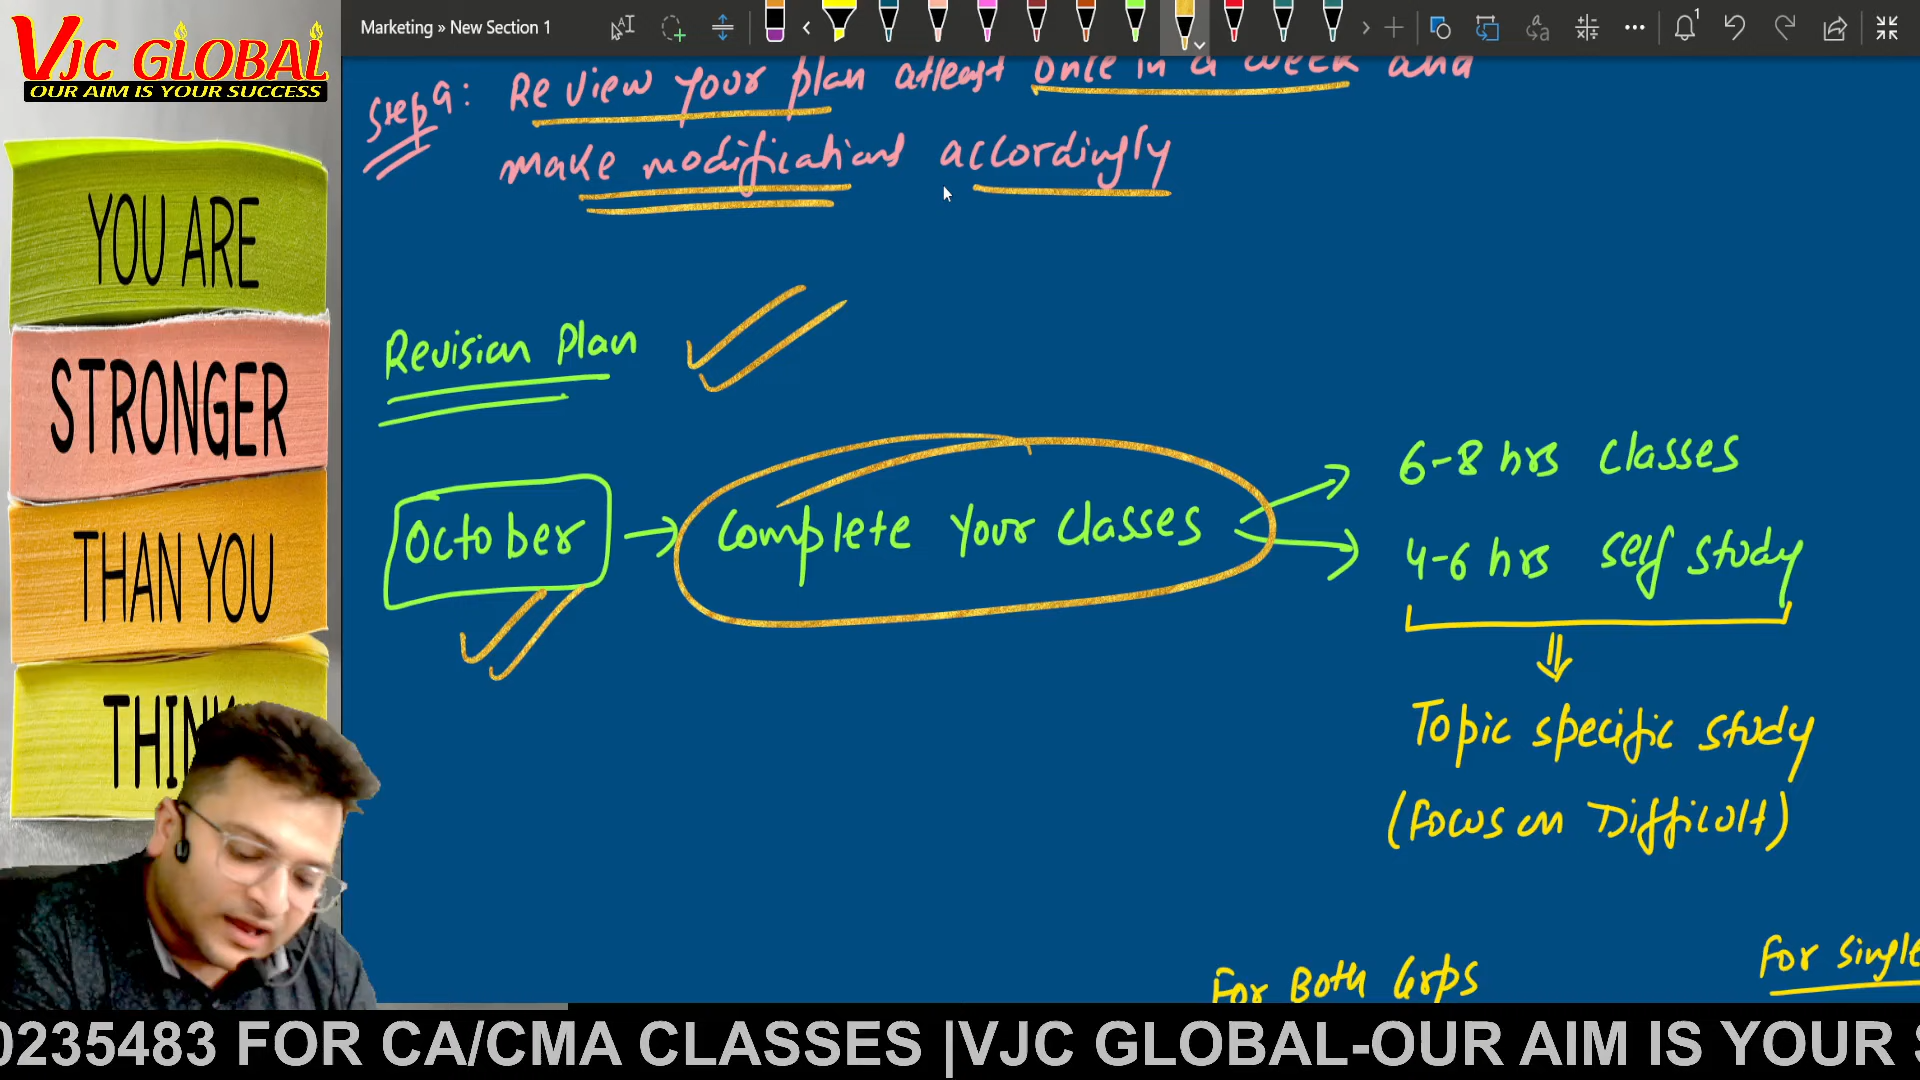 VJC GLOBAL
OUR AIM IS YOUR SUCCESS
Marketing » New Section 1
1
YOU ARE
STRONGER
THAN YOU
THIN
Step 9: Review your plan atleast once in a week and
make modifications accordingly
Revision Plan
October → Complete Your Classes
6-8 hrs classes
4-6 hrs self study
Topic specific study
(Focus on Difficult)
For Both Grps
For Single
0235483 FOR CA/CMA CLASSES |VJC GLOBAL-OUR AIM IS YOUR S